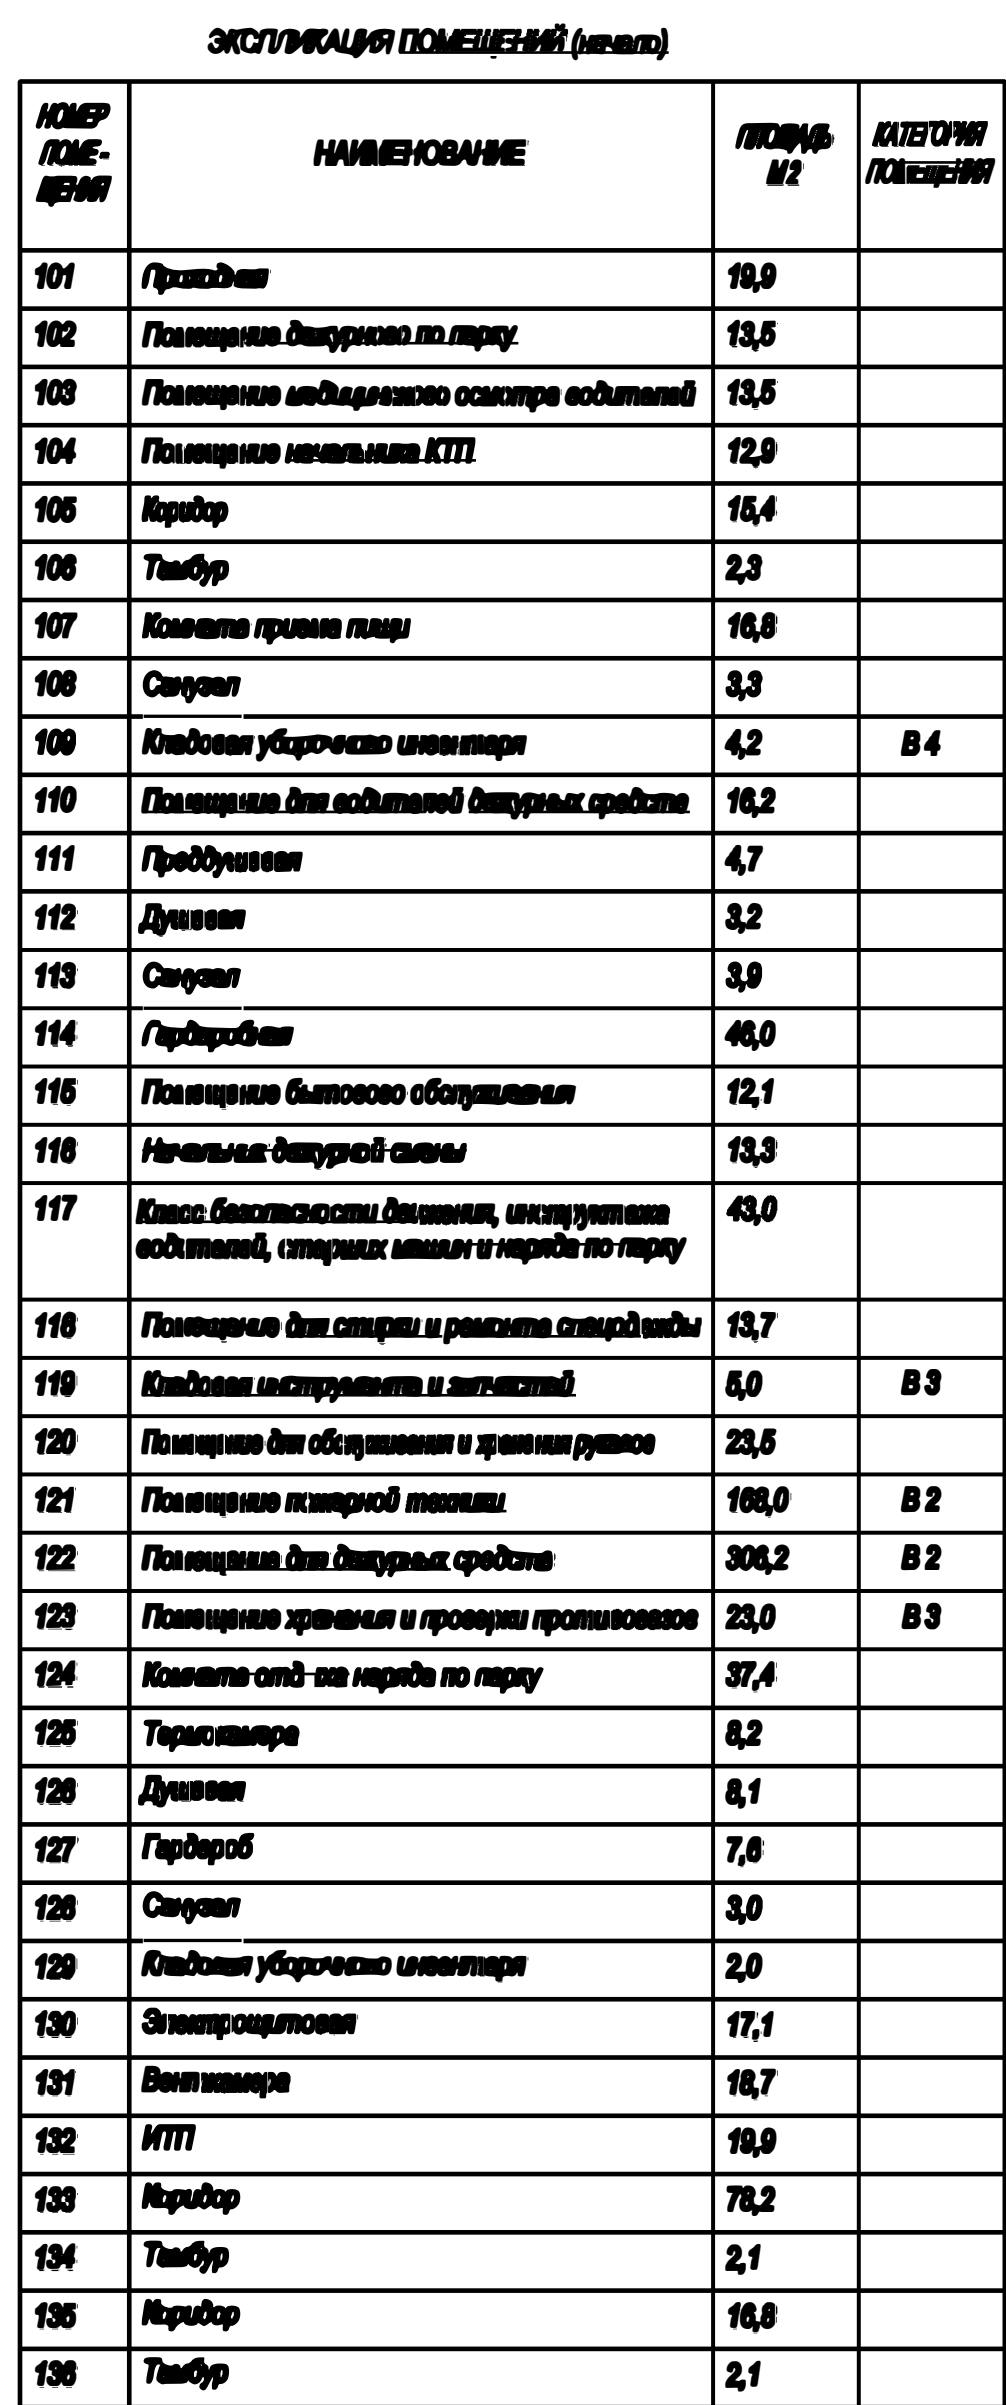 ЭКСПЛИКАЦИЯ ПОМЕЩЕНИЙ (начало)
НОМЕР ПОМЕ-ЩЕНИЯ НАИМЕНОВАНИЕ ПЛОЩАДЬ М2 КАТЕГОРИЯ ПОМЕЩЕНИЯ
101 Проходная 19,9
102 Помещение дежурного по парку 13,5
103 Помещение медицинского осмотра водителей 13,5
104 Помещение начальника КТП 12,9
105 Коридор 15,4
106 Тамбур 2,3
107 Комната приема пищи 16,8
108 Санузел 3,3
109 Кладовая уборочного инвентаря 4,2 В4
110 Помещение для водителей дежурных средств 16,2
111 Преддушевая 4,7
112 Душевая 3,2
113 Санузел 3,9
114 Гардеробная 46,0
115 Помещение бытового обслуживания 12,1
116 Начальник дежурной смены 13,3
117 Класс безопасности движения, инструктажа 43,0
водителей, старших машин и наряда по парку
118 Помещение для стирки и ремонта спецодежды 13,7
119 Кладовая инструмента и запчастей 5,0 В3
120 Помещение для обслуживания и хранения рукавов 23,5
121 Помещение пожарной техники 168,0 В2
122 Помещение для дежурных средств 306,2 В2
123 Помещение хранения и проверки противогазов 23,0 В3
124 Комната отдыха наряда по парку 37,4
125 Термокамера 8,2
126 Душевая 8,1
127 Гардероб 7,6
128 Санузел 3,0
129 Кладовая уборочного инвентаря 2,0
130 Электрощитовая 17,1
131 Венткамера 18,7
132 ИТП 19,9
133 Коридор 78,2
134 Тамбур 2,1
135 Коридор 16,8
136 Тамбур 2,1